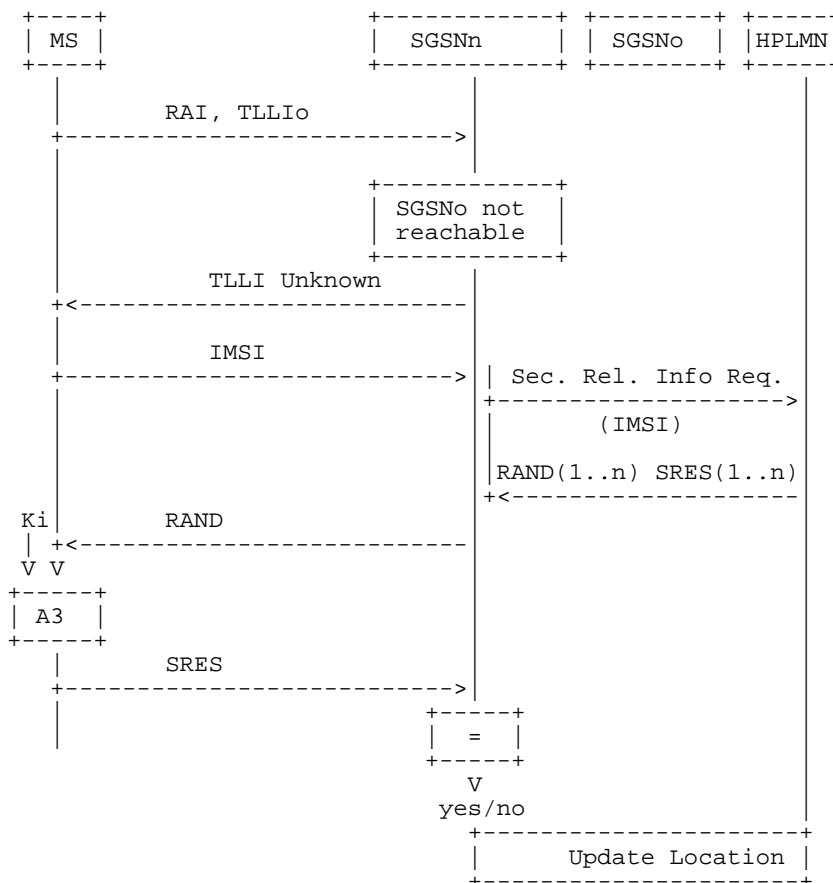 MS SGSNn SGSNo HPLMN
RAI, TLLIo
SGSNo not
reachable
TLLI Unknown
IMSI
Sec. Rel. Info Req.
(IMSI)
RAND(1..n) SRES(1..n)
Ki RAND
V V
A3
SRES
=
V
yes/no
Update Location